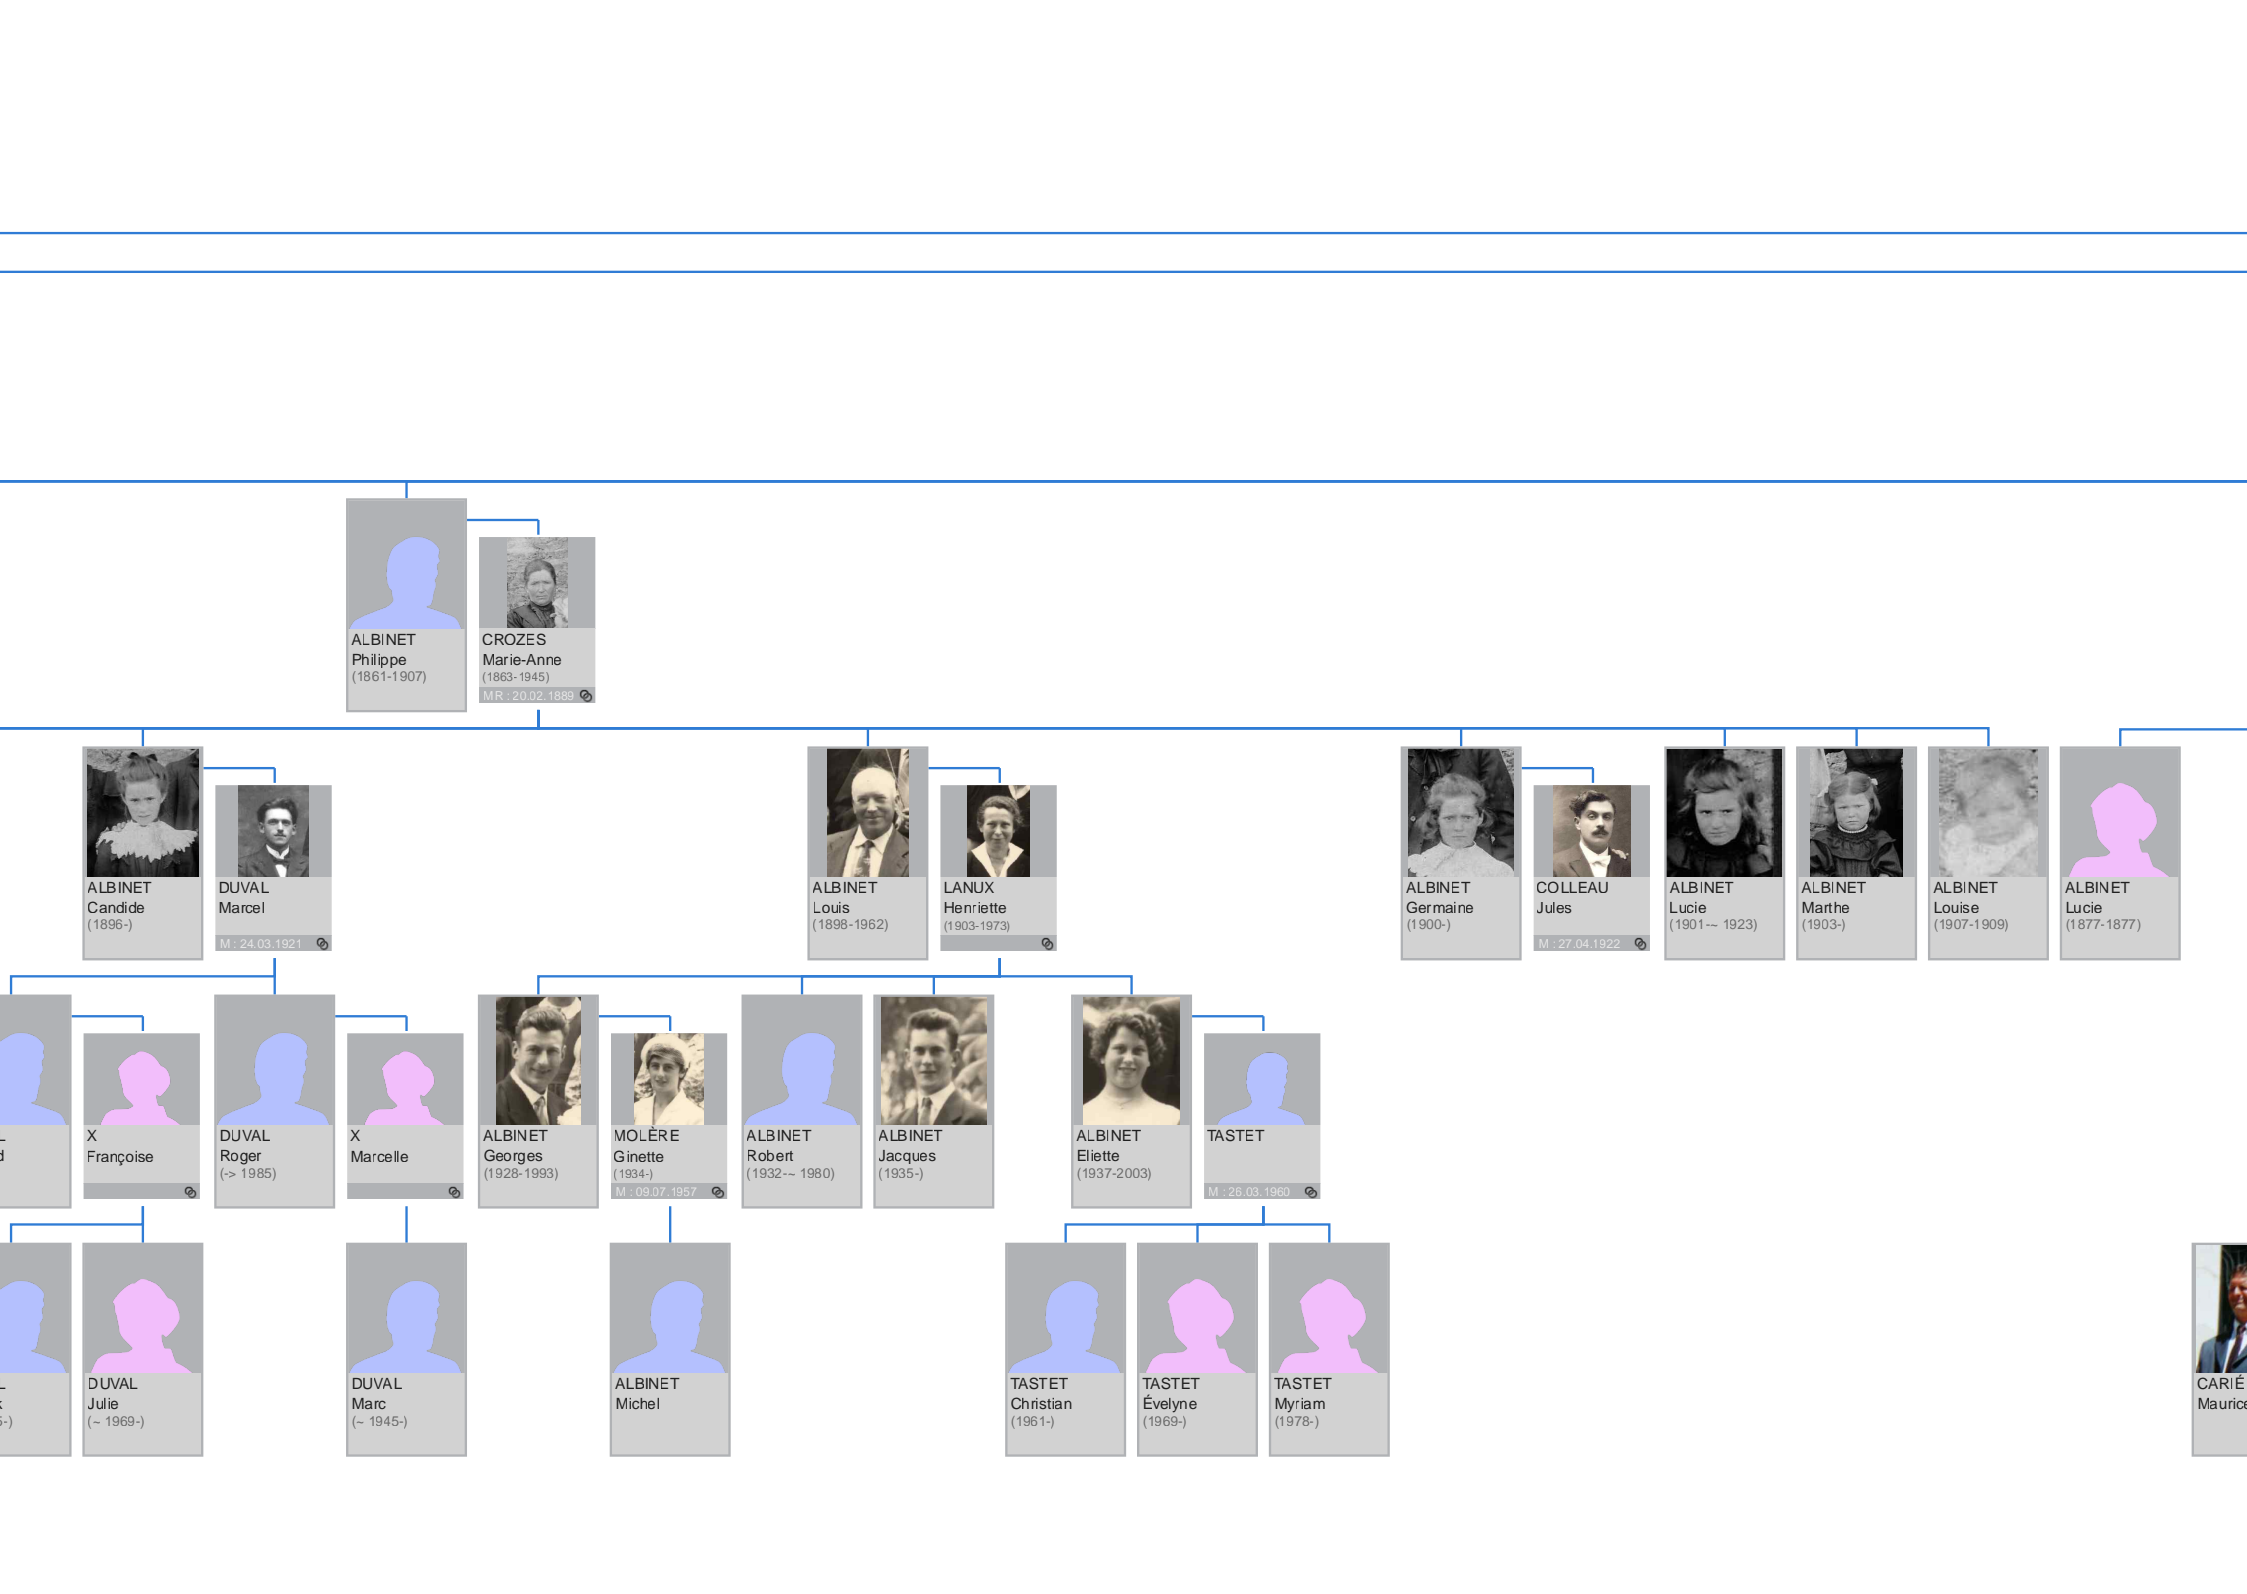 ALBINET
Philippe
(1861-1907)
CROZES
Marie-Anne
(1863-1945)
MR : 20.02.1889
ALBINET
Candide
(1896-)
DUVAL
Marcel
M : 24.03.1921
ALBINET
Louis
(1898-1962)
LANUX
Henriette
(1903-1973)
ALBINET
Germaine
(1900-)
COLLEAU
Jules
M : 27.04.1922
ALBINET
Lucie
(1901-~ 1923)
ALBINET
Marthe
(1903-)
ALBINET
Louise
(1907-1909)
ALBINET
Lucie
(1877-1877)
X
Françoise
DUVAL
Roger
(-> 1985)
X
Marcelle
ALBINET
Georges
(1928-1993)
MOLÈRE
Ginette
(1934-)
M : 09.07.1957
ALBINET
Robert
(1932-~ 1980)
ALBINET
Jacques
(1935-)
ALBINET
Eliette
(1937-2003)
TASTET
M : 26.03.1960
DUVAL
Julie
(~ 1969-)
DUVAL
Marc
(~ 1945-)
ALBINET
Michel
TASTET
Christian
(1961-)
TASTET
Évelyne
(1969-)
TASTET
Myriam
(1978-)
CARIÉ
Maurice